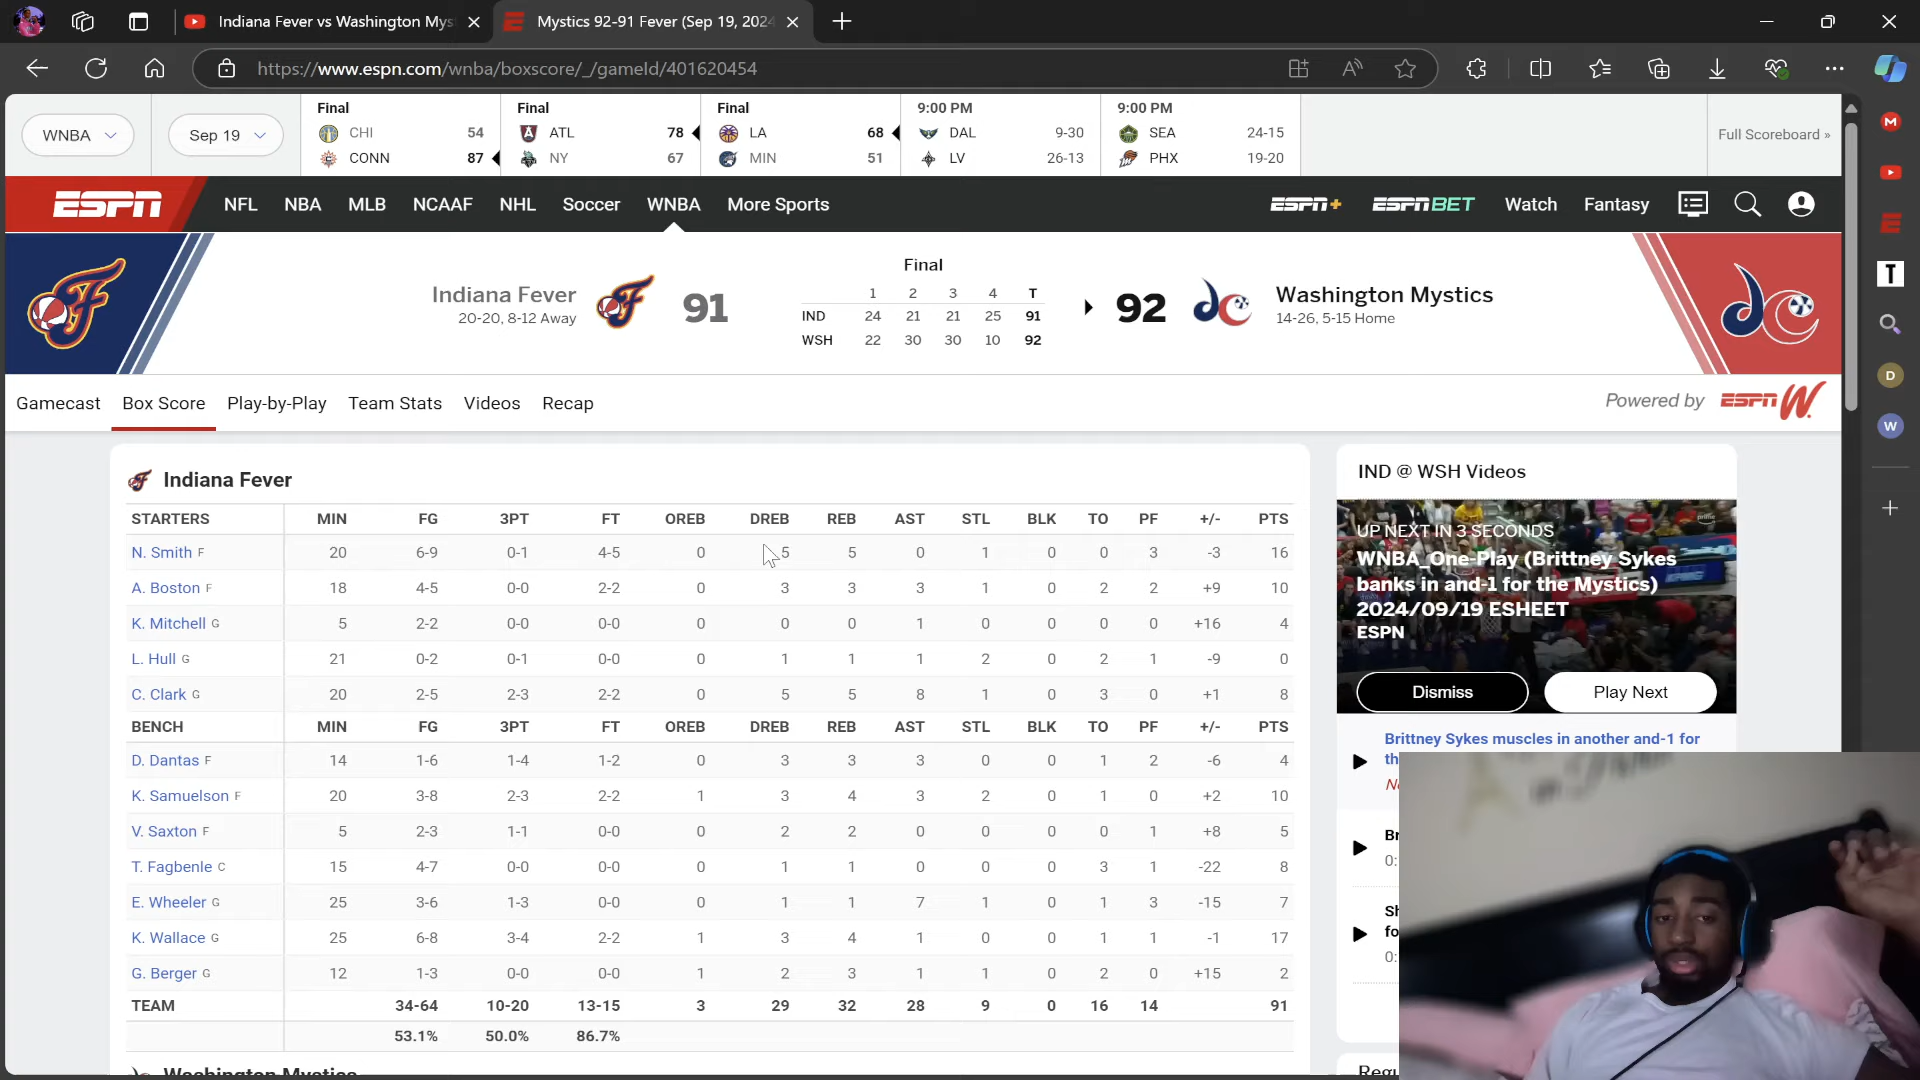 Indiana Fever vs Washington Mys
Mystics 92-91 Fever (Sep 19, 2024
https://www.espn.com/wnba/boxscore/_/gameId/401620454
WNBA
Sep 19
Final
CHI 54
CONN 87
Final
ATL 78
NY 67
Final
LA 68
MIN 51
9:00 PM
DAL 9-30
LV 26-13
9:00 PM
SEA 24-15
PHX 19-20
Full Scoreboard »
ESPN NFL NBA MLB NCAAF NHL Soccer WNBA More Sports ESPN+ ESPN BET Watch Fantasy
Indiana Fever
20-20, 8-12 Away
91
Final
1 2 3 4 T
IND 24 21 21 25 91
WSH 22 30 30 10 92
92
Washington Mystics
14-26, 5-15 Home
Gamecast Box Score Play-by-Play Team Stats Videos Recap
Powered by ESPN W
Indiana Fever
STARTERS MIN FG 3PT FT OREB DREB REB AST STL BLK TO PF +/- PTS
N. Smith F 20 6-9 0-1 4-5 0 5 5 0 1 0 0 3 -3 16
A. Boston F 18 4-5 0-0 2-2 0 3 3 3 1 0 2 2 +9 10
K. Mitchell G 5 2-2 0-0 0-0 0 0 0 1 0 0 0 0 +16 4
L. Hull G 21 0-2 0-1 0-0 0 1 1 1 2 0 2 1 -9 0
C. Clark G 20 2-5 2-3 2-2 0 5 5 8 1 0 3 0 +1 8
BENCH MIN FG 3PT FT OREB DREB REB AST STL BLK TO PF +/- PTS
D. Dantas F 14 1-6 1-4 1-2 0 3 3 3 0 0 1 2 -6 4
K. Samuelson F 20 3-8 2-3 2-2 1 3 4 3 2 0 1 0 +2 10
V. Saxton F 5 2-3 1-1 0-0 0 2 2 0 0 0 0 1 +8 5
T. Fagbenle C 15 4-7 0-0 0-0 0 1 1 0 0 0 3 1 -22 8
E. Wheeler G 25 3-6 1-3 0-0 0 1 1 7 1 0 1 3 -15 7
K. Wallace G 25 6-8 3-4 2-2 1 3 4 1 0 0 1 1 -1 17
G. Berger G 12 1-3 0-0 0-0 1 2 3 1 1 0 2 0 +15 2
TEAM 34-64 10-20 13-15 3 29 32 28 9 0 16 14 91
53.1% 50.0% 86.7%
Washington Mystics
IND @ WSH Videos
UP NEXT IN 3 SECONDS
WNBA_One-Play (Brittney Sykes
banks in and-1 for the Mystics)
2024/09/19 ESHEET
ESPN
Dismiss Play Next
Brittney Sykes muscles in another and-1 for
th
Br
0:
Sh
fo
0:
Regu
M
T
D
W